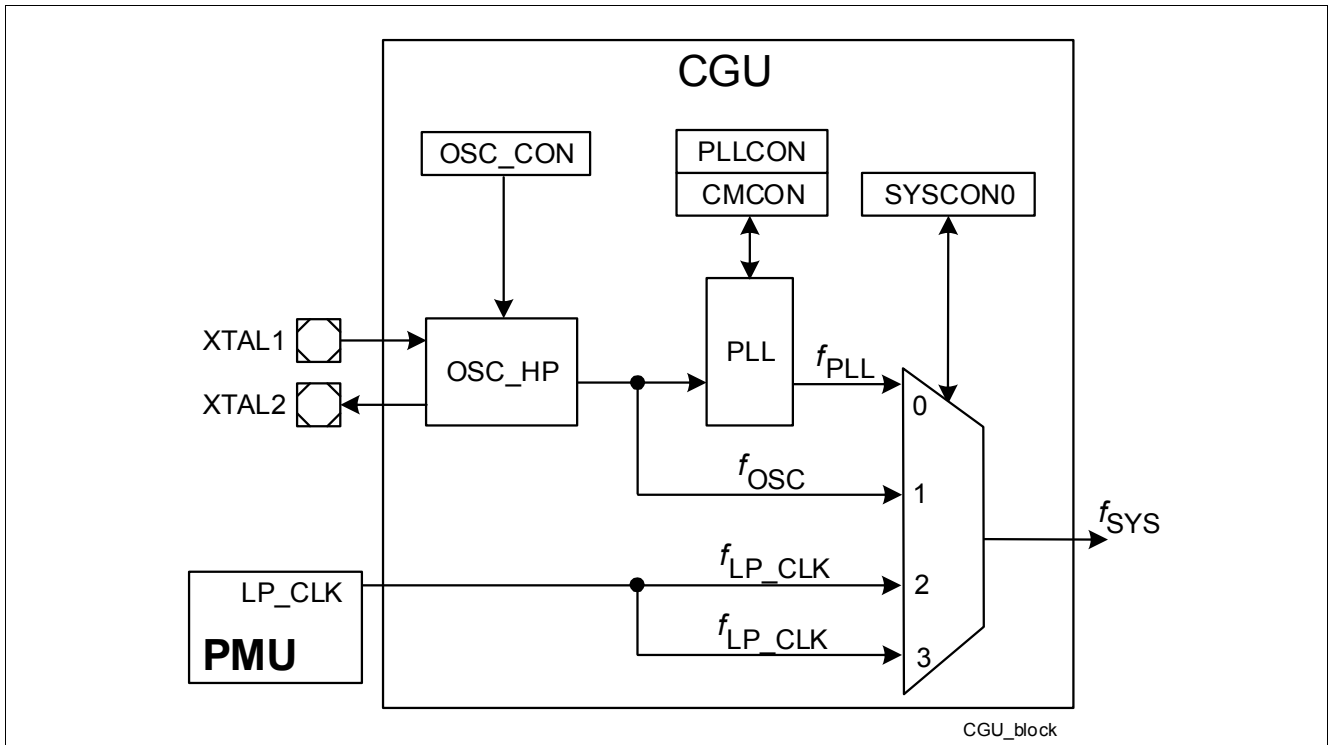 CGU
OSC_CON
PLLCON
CMCON
SYSCON0
XTAL1
XTAL2
OSC_HP
PLL
fPLL
0
fOSC
1
fSYS
LP_CLK
PMU
fLP_CLK
2
fLP_CLK
3
CGU_block